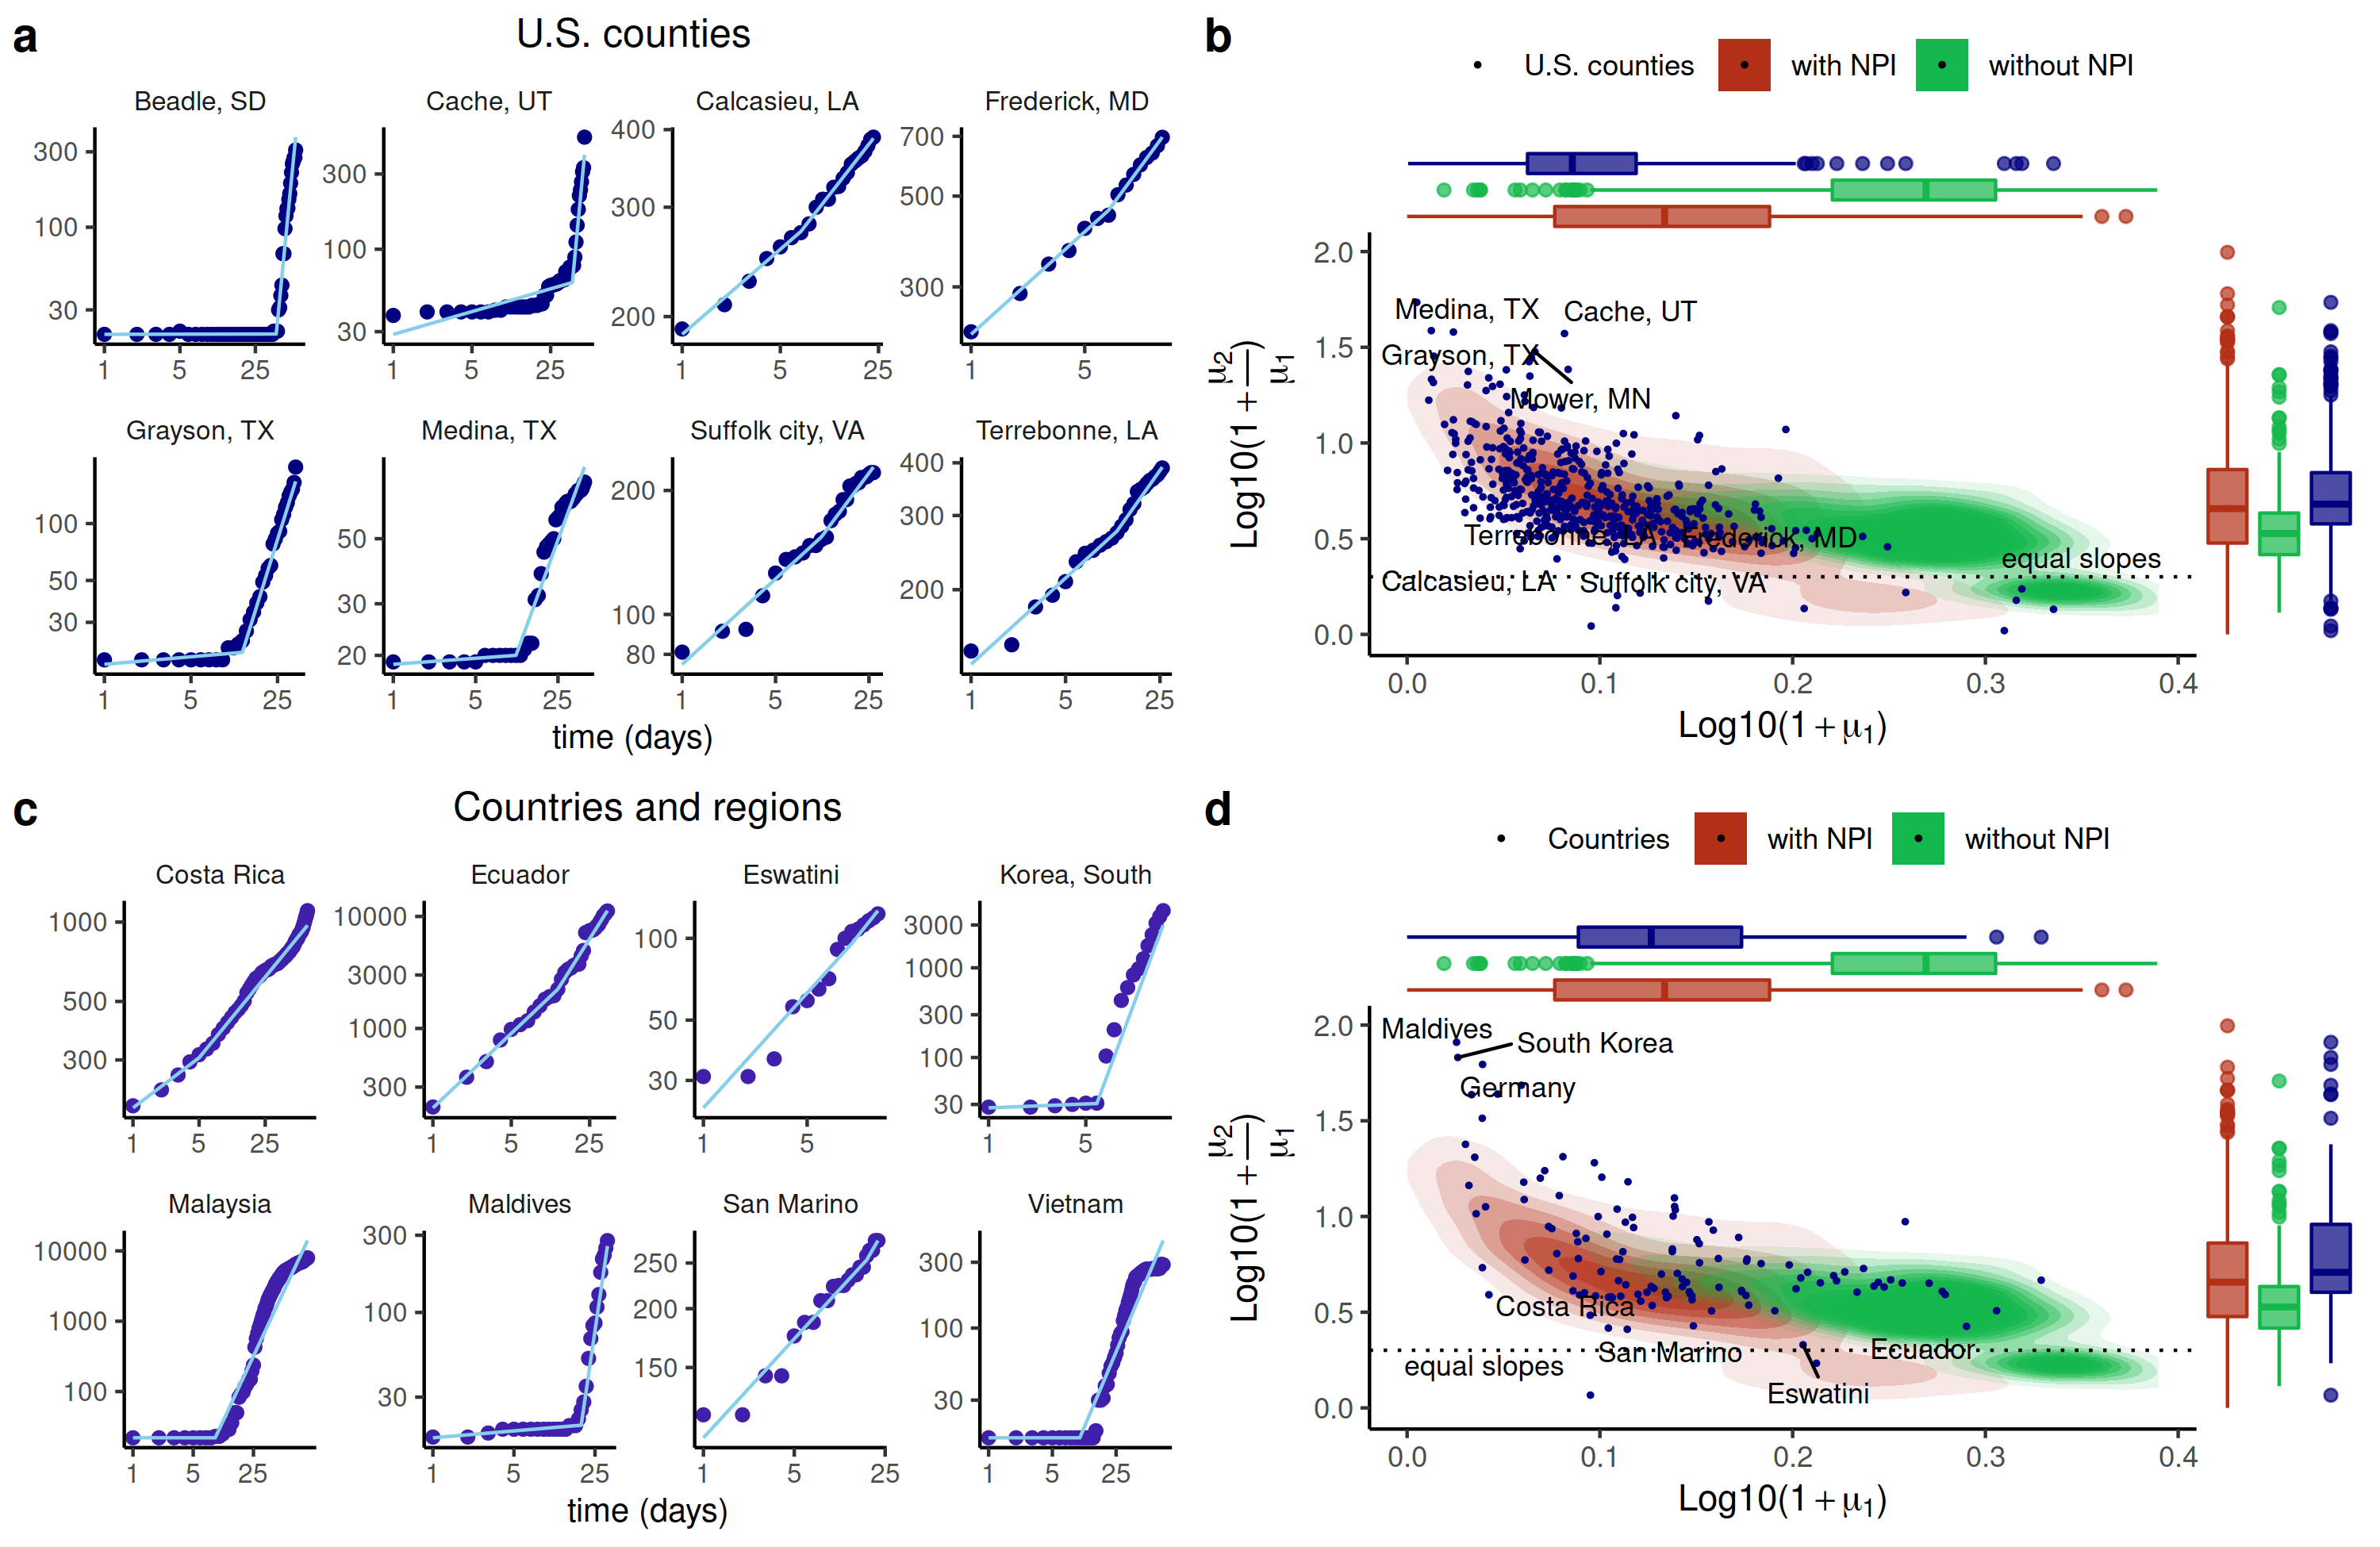 a
U.S. counties
Beadle, SD
Cache, UT
Calcasieu, LA
Frederick, MD
300
100
30
1 5 25
300
100
30
1 5 25
400
300
200
1 5 25
700
500
300
1 5
Grayson, TX
Medina, TX
Suffolk city, VA
Terrebonne, LA
100
50
30
1 5 25
50
30
20
1 5 25
200
100
80
1 5 25
400
300
200
1 5 25
time (days)
b
U.S. counties with NPI without NPI
2.0
1.5
1.0
0.5
0.0
Log10(1 + μ2/μ1)
Medina, TX
Cache, UT
Grayson, TX
Mower, MN
Terrebonne, LA
Frederick, MD
equal slopes
Calcasieu, LA
Suffolk city, VA
0.0 0.1 0.2 0.3 0.4
Log10(1 + μ1)
c
Countries and regions
Costa Rica
Ecuador
Eswatini
Korea, South
1000
500
300
1 5 25
10000
3000
1000
300
1 5 25
100
50
30
1 5
3000
1000
300
100
30
1 5
Malaysia
Maldives
San Marino
Vietnam
10000
1000
100
1 5 25
300
100
30
1 5 25
250
200
150
1 5 25
300
100
30
1 5 25
time (days)
d
Countries with NPI without NPI
2.0
1.5
1.0
0.5
0.0
Log10(1 + μ2/μ1)
Maldives
South Korea
Germany
Costa Rica
San Marino
Ecuador
equal slopes
Eswatini
0.0 0.1 0.2 0.3 0.4
Log10(1 + μ1)